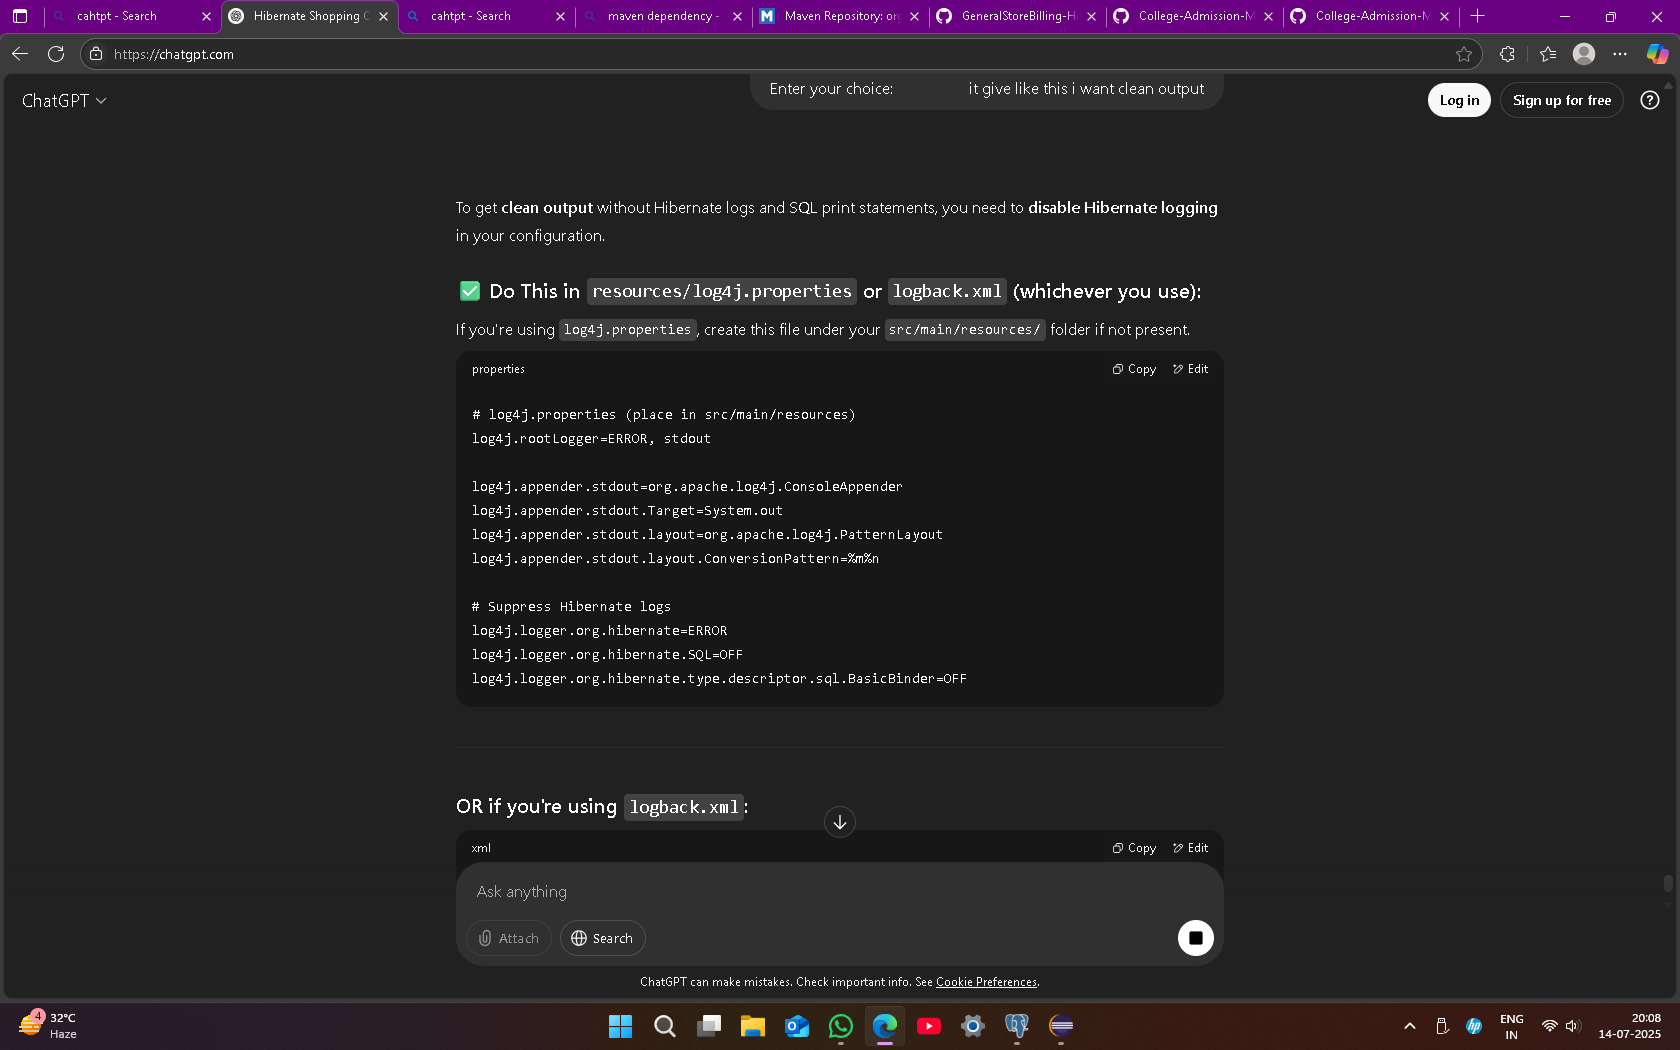 cahtpt - Search
Hibernate Shopping C
cahtpt - Search
maven dependency -
Maven Repository: org
GeneralStoreBilling-H
College-Admission-M
College-Admission-M
https://chatgpt.com
ChatGPT
Log in
Sign up for free
Enter your choice: it give like this i want clean output
To get clean output without Hibernate logs and SQL print statements, you need to disable Hibernate logging
in your configuration.
✅ Do This in resources/log4j.properties or logback.xml (whichever you use):
If you're using log4j.properties, create this file under your src/main/resources/ folder if not present.
properties
Copy
Edit
# log4j.properties (place in src/main/resources)
log4j.rootLogger=ERROR, stdout
log4j.appender.stdout=org.apache.log4j.ConsoleAppender
log4j.appender.stdout.Target=System.out
log4j.appender.stdout.layout=org.apache.log4j.PatternLayout
log4j.appender.stdout.layout.ConversionPattern=%m%n
# Suppress Hibernate logs
log4j.logger.org.hibernate=ERROR
log4j.logger.org.hibernate.SQL=OFF
log4j.logger.org.hibernate.type.descriptor.sql.BasicBinder=OFF
OR if you're using logback.xml:
xml
Copy
Edit
Ask anything
Attach
Search
ChatGPT can make mistakes. Check important info. See Cookie Preferences.
4
32°C
Haze
ENG
IN
20:08
14-07-2025